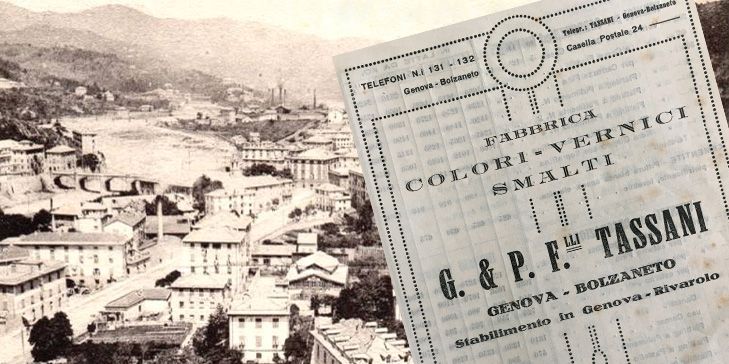 TELEFONI N.i 131 - 132
Genova - Bolzaneto
Telegr.: TASSANI - Genova-Bolzaneto
Casella Postale 24
FABBRICA
COLORI - VERNICI
SMALTI
G. & P. F.lli TASSANI
GENOVA - BOLZANETO
Stabilimento in Genova - Rivarolo